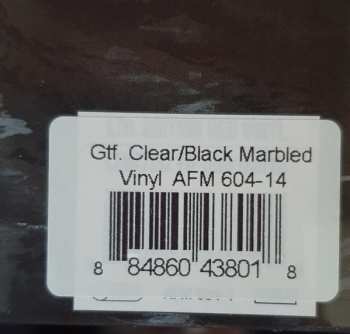 Gtf. Clear/Black Marbled
Vinyl AFM 604-14
8 84860 43801 8